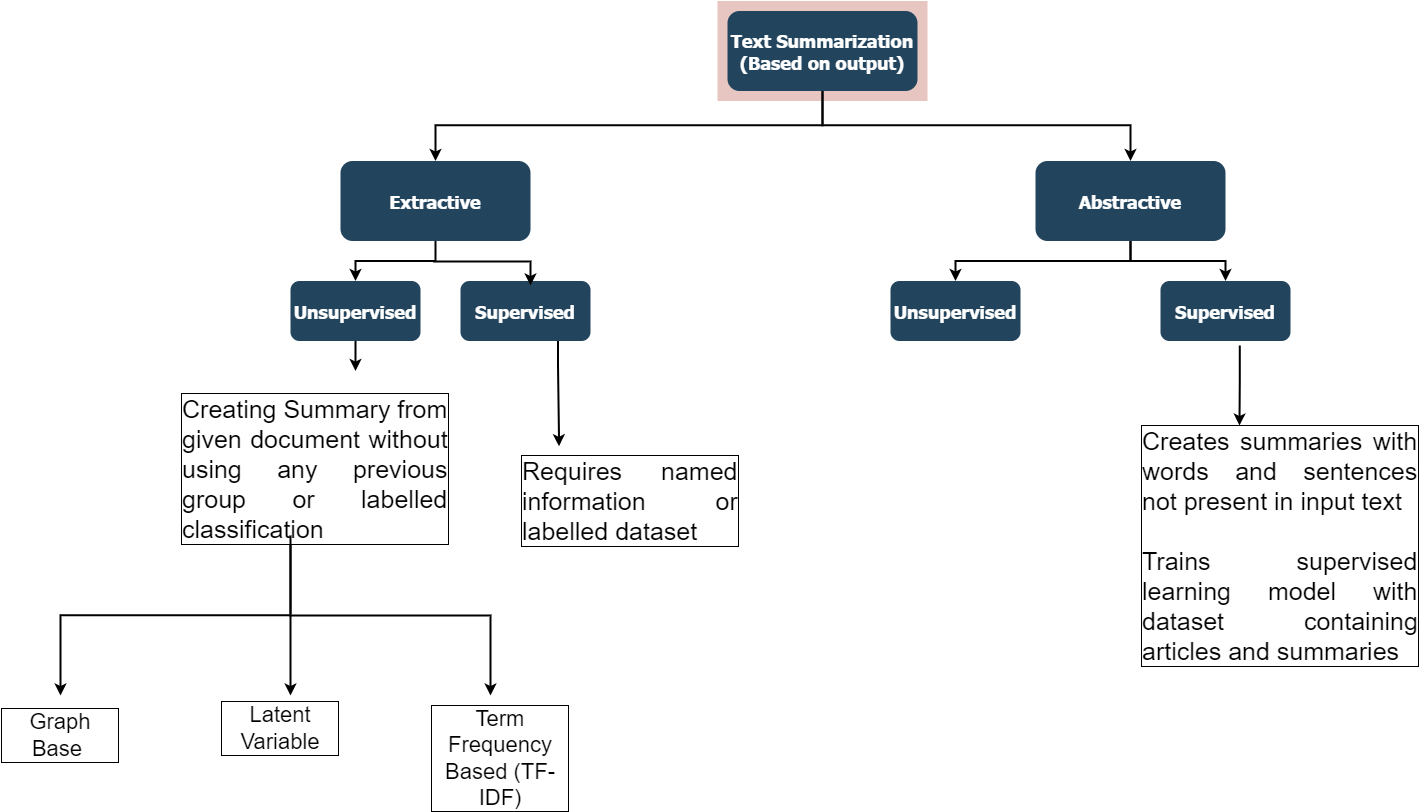 Text Summarization
(Based on output)
Extractive
Abstractive
Unsupervised
Supervised
Unsupervised
Supervised
Creating Summary from
given document without
using any previous
group or labelled
classification
Requires named
information or
labelled dataset
Creates summaries with
words and sentences
not present in input text
Trains supervised
learning model with
dataset containing
articles and summaries
Graph
Base
Latent
Variable
Term
Frequency
Based (TF-
IDF)